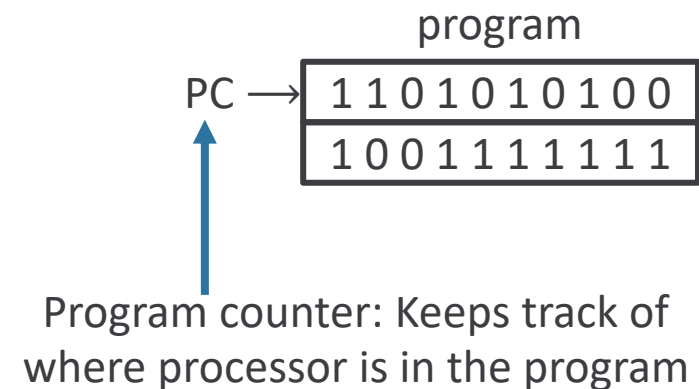 program
PC → 1 1 0 1 0 1 0 1 0 0
1 0 0 1 1 1 1 1 1 1
Program counter: Keeps track of
where processor is in the program